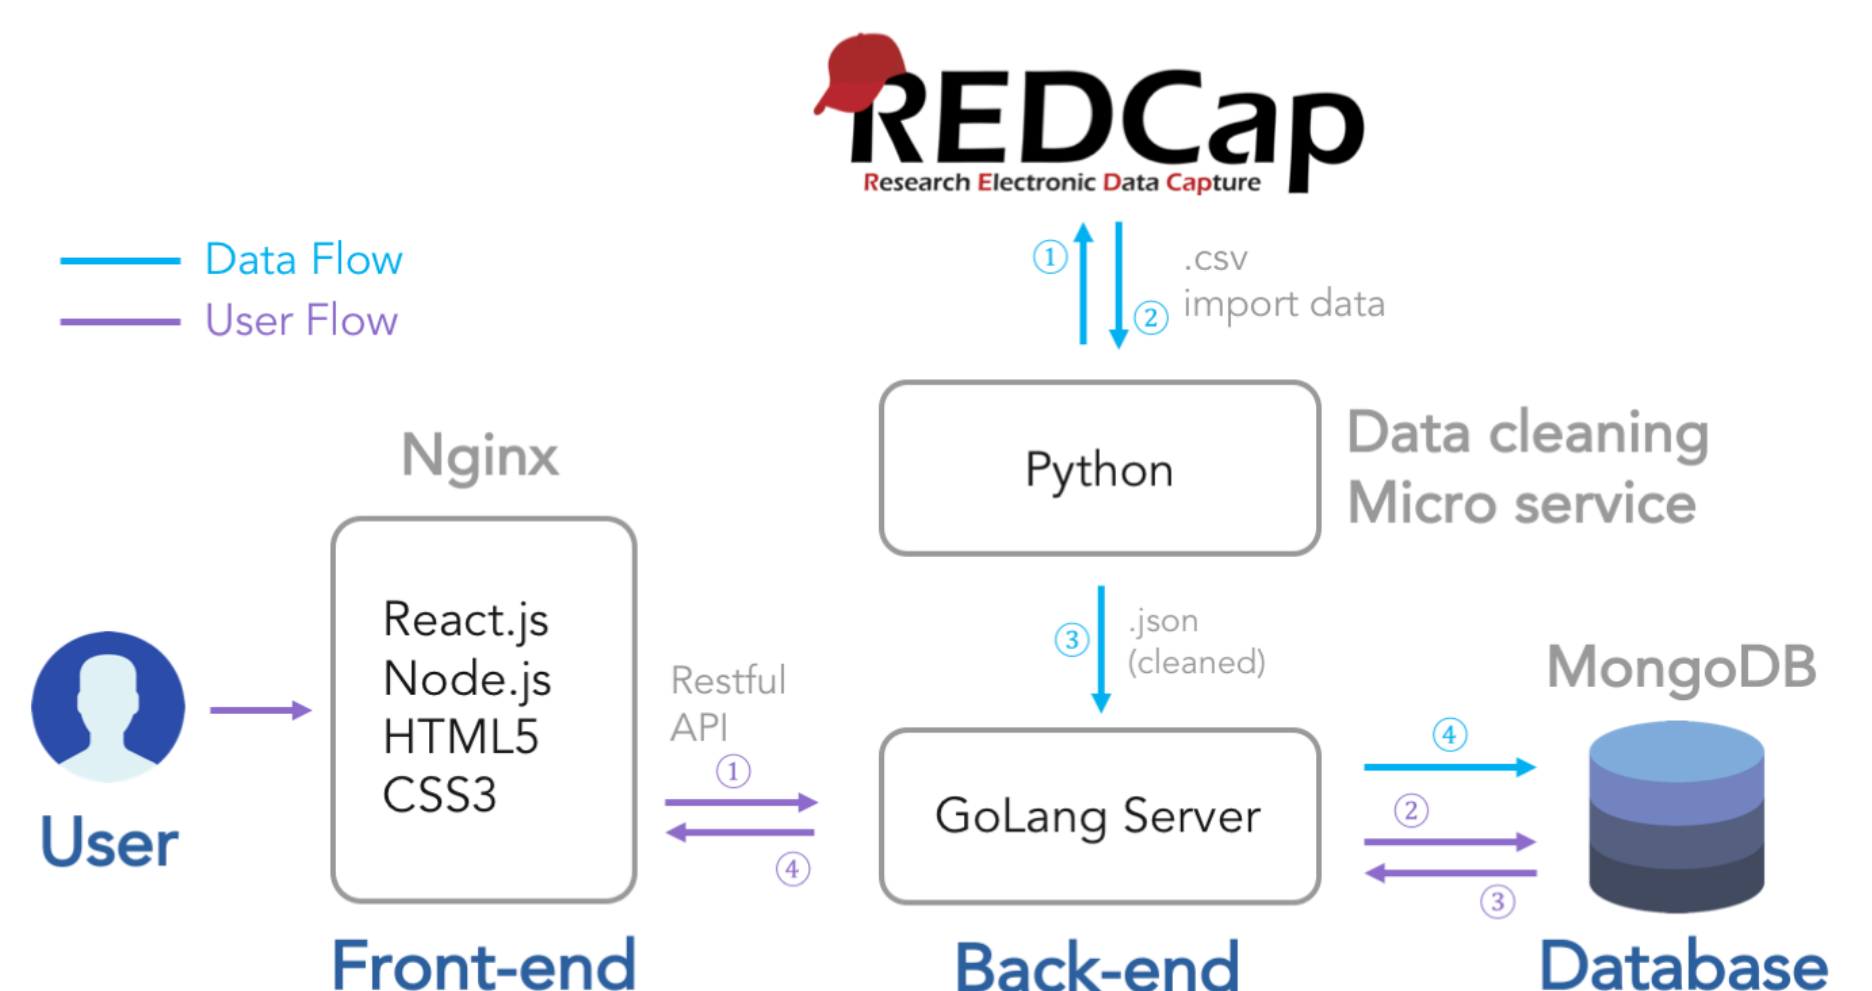 REDCap
Research Electronic Data Capture
Data Flow
User Flow
①
②
.csv
import data
Python
Data cleaning
Micro service
Nginx
React.js
Node.js
HTML5
CSS3
User
Restful
API
①
④
③
.json
(cleaned)
GoLang Server
MongoDB
④
②
③
Front-end
Back-end
Database